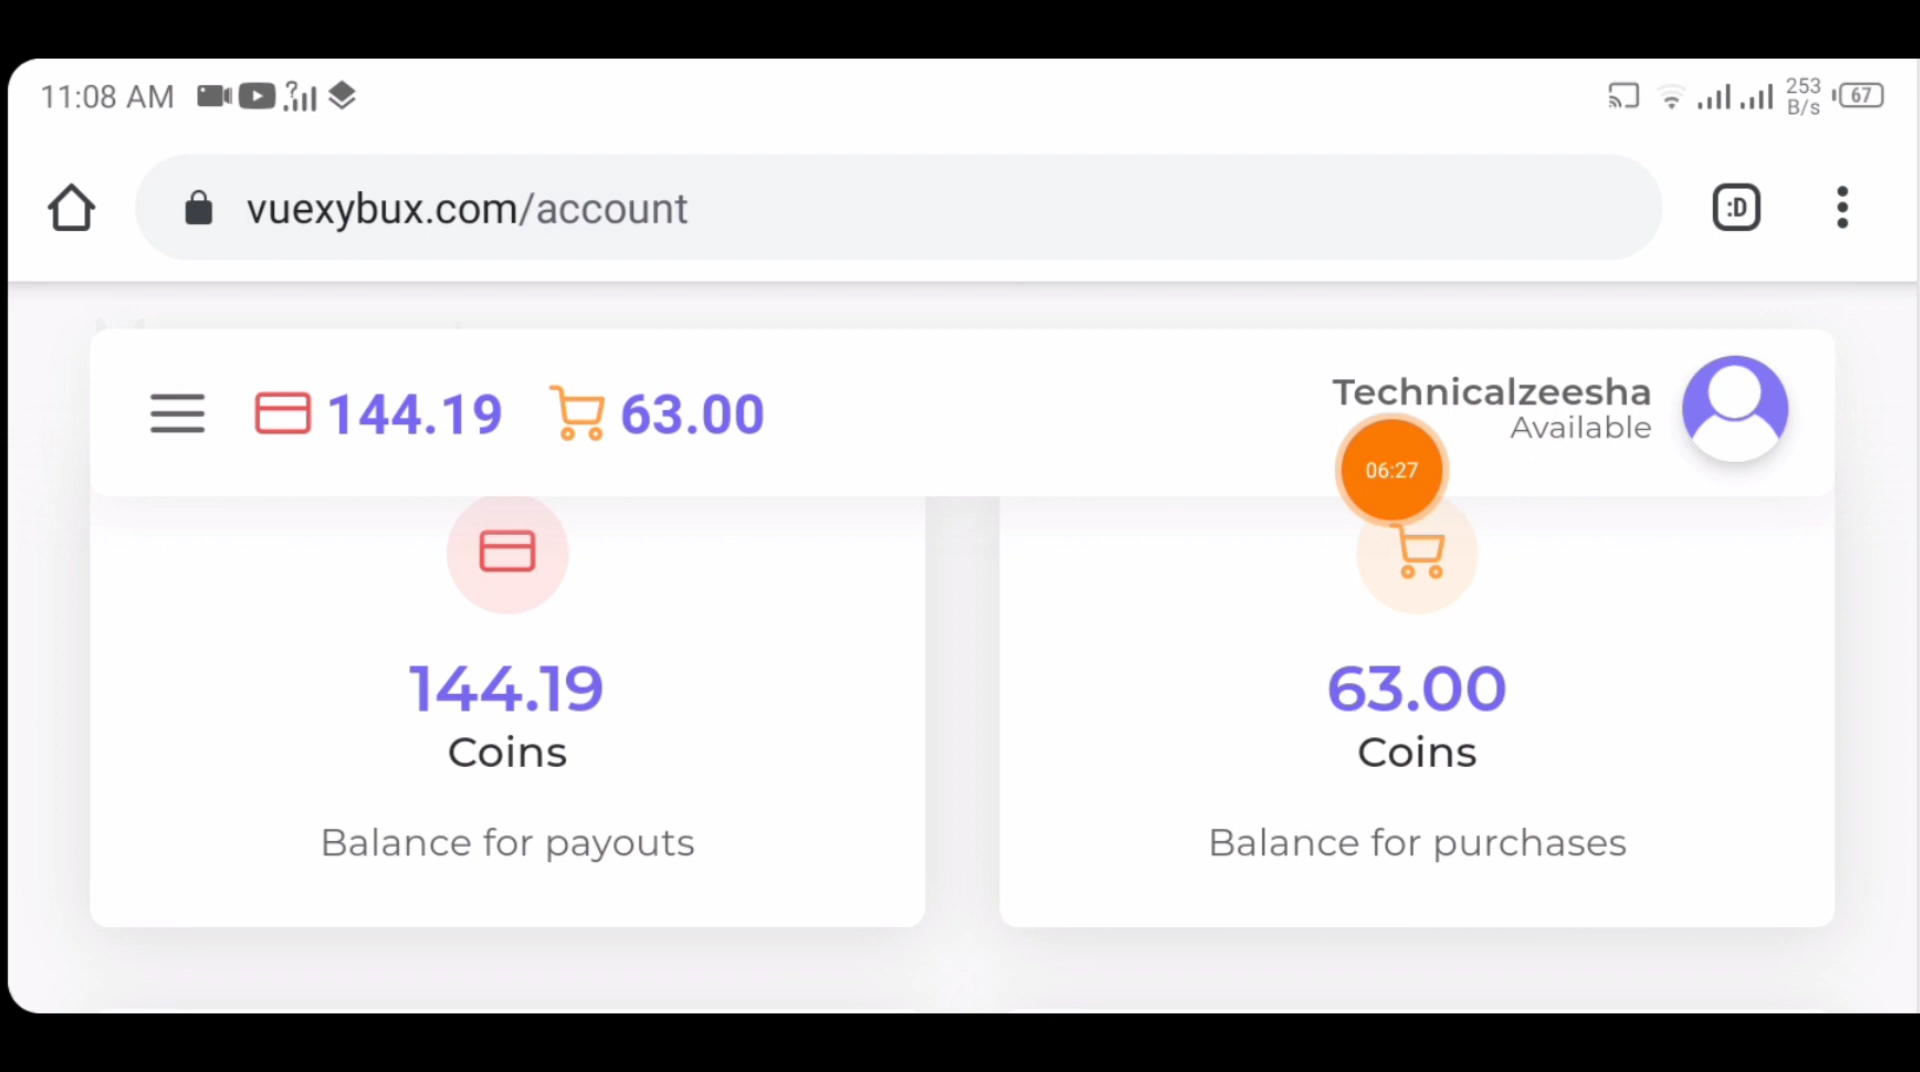 11:08 AM
253
B/s
67
vuexybux.com/account
:D
144.19
63.00
Technicalzeesha
Available
06:27
144.19
Coins
Balance for payouts
63.00
Coins
Balance for purchases